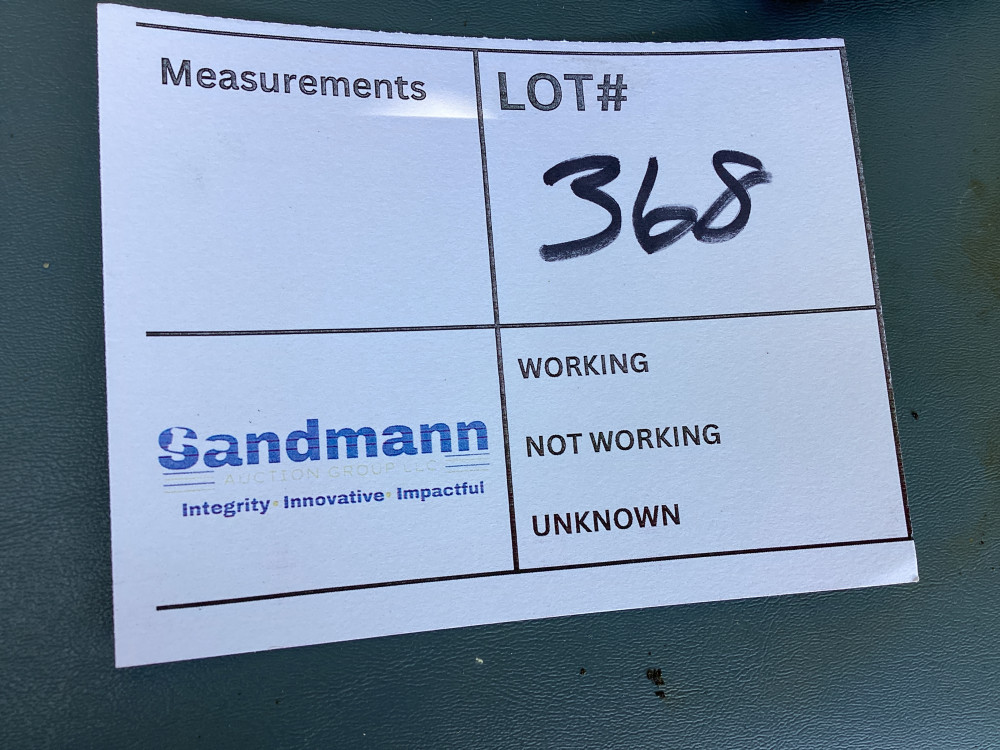 Measurements
LOT#
368
WORKING
NOT WORKING
UNKNOWN
Sandmann
AUCTION GROUP LLC
Integrity • Innovative • Impactful